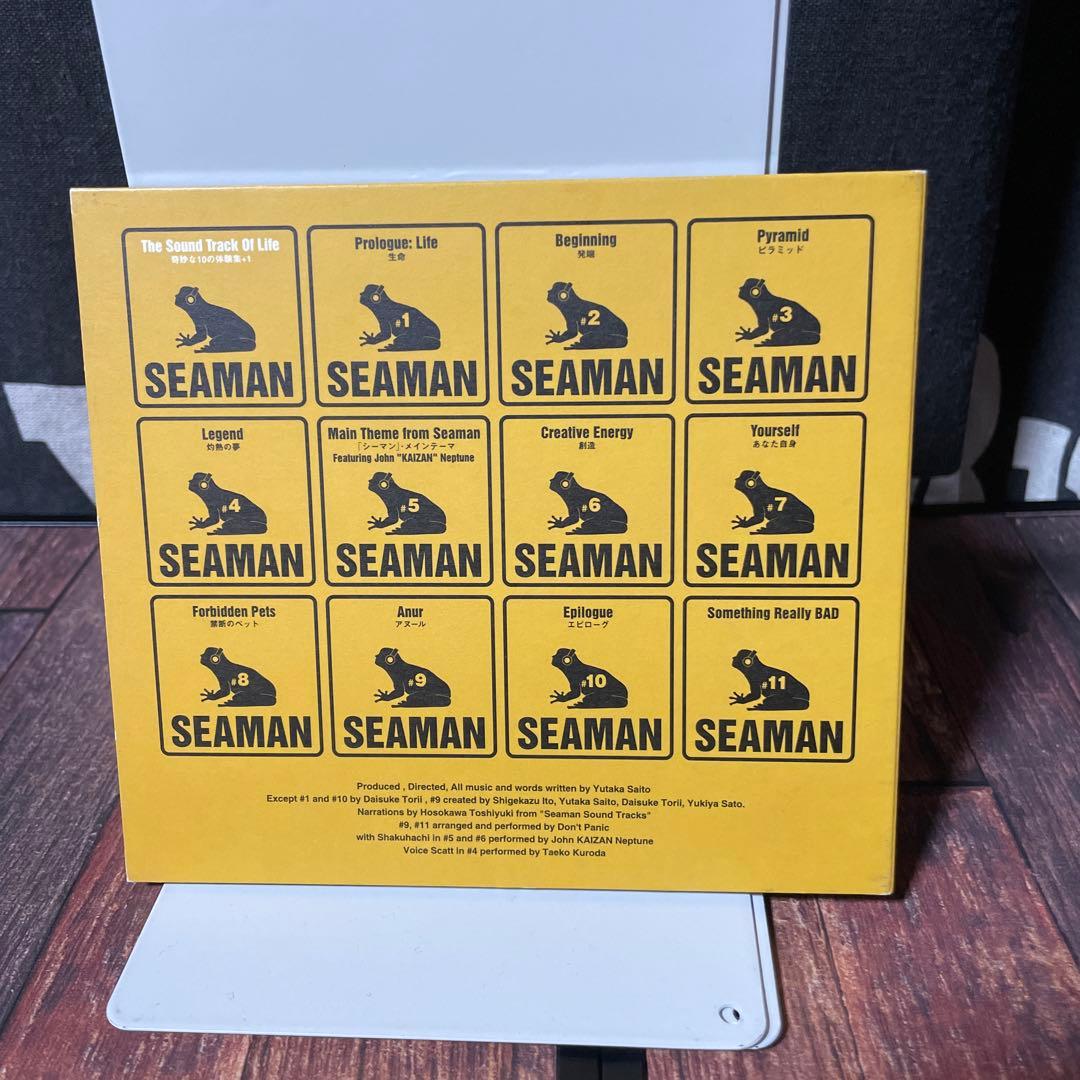 The Sound Track Of Life
奇妙な10の体験集+1
SEAMAN
Prologue: Life
生命
#1
SEAMAN
Beginning
発端
#2
SEAMAN
Pyramid
ピラミッド
#3
SEAMAN
Legend
灼熱の夢
#4
SEAMAN
Main Theme from Seaman
『シーマン』・メインテーマ
Featuring John "KAIZAN" Neptune
#5
SEAMAN
Creative Energy
創造
#6
SEAMAN
Yourself
あなた自身
#7
SEAMAN
Forbidden Pets
禁断のペット
#8
SEAMAN
Anur
アヌール
#9
SEAMAN
Epilogue
エピローグ
#10
SEAMAN
Something Really BAD
#11
SEAMAN
Produced , Directed, All music and words written by Yutaka Saito
Except #1 and #10 by Daisuke Torii , #9 created by Shigekazu Ito, Yutaka Saito, Daisuke Torii, Yukiya Sato.
Narrations by Hosokawa Toshiyuki from "Seaman Sound Tracks"
#9, #11 arranged and performed by Don't Panic
with Shakuhachi in #5 and #6 performed by John KAIZAN Neptune
Voice Scatt in #4 performed by Taeko Kuroda